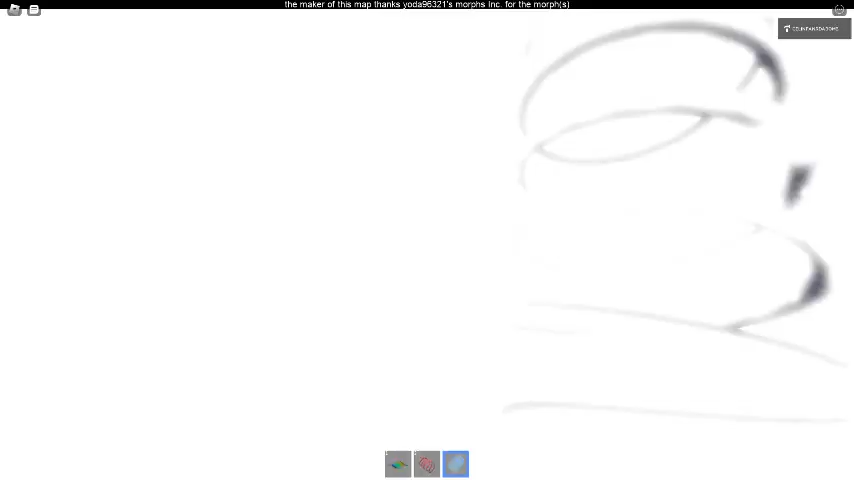 the maker of this map thanks yoda96321's morphs Inc. for the morph(s)